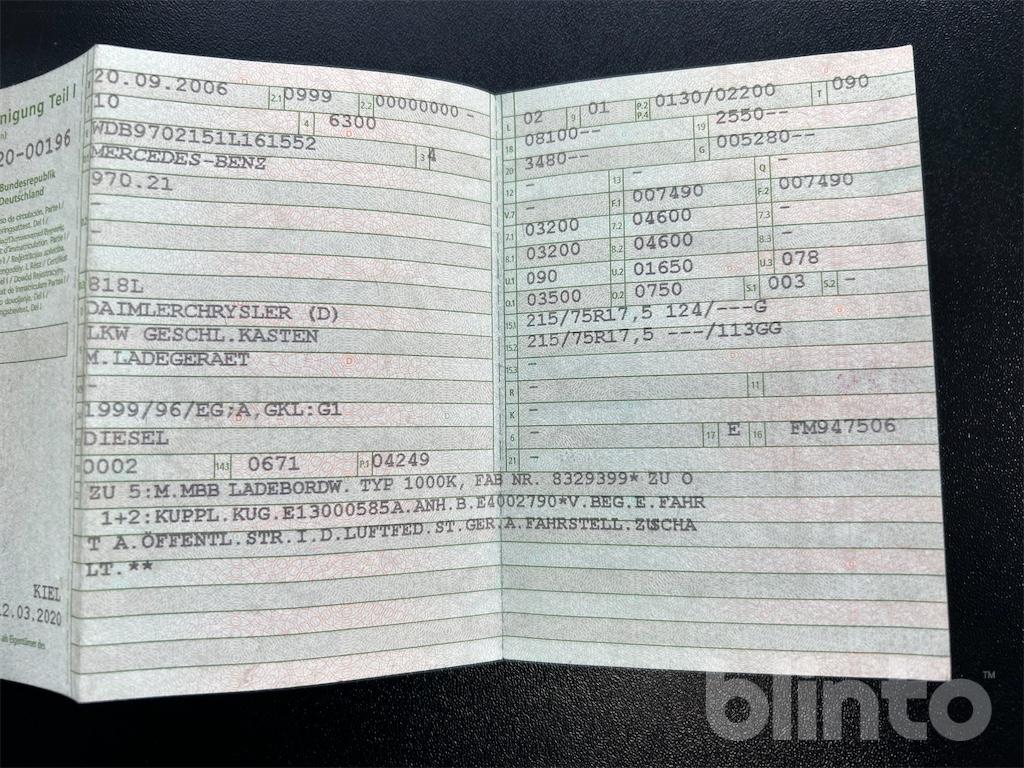 nigung Teil I
20-00196
Bundesrepublik
Deutschland
KIEL
12.03.2020
20.09.2006 2.1 0999 2.2 00000000 -
10 4 6300
WDB9702151L161552 3 4
MERCEDES-BENZ
970.21
-
-
818L
DAIMLERCHRYSLER (D)
LKW GESCHL.KASTEN
M.LADEGERAET
-
1999/96/EG;A,GKL:G1
DIESEL
0002 14.3 0671 P.1 04249
L 02 9 01 P.2 P.4 0130/02200 T 090
18 08100-- 19 2550--
20 3480-- G 005280--
12 - 13 - Q -
V.7 - F.1 007490 F.2 007490
7.1 03200 7.2 04600 7.3 -
8.1 03200 8.2 04600 8.3 -
U.1 090 U.2 01650 U.3 078
O.1 03500 O.2 0750 S.1 003 S.2 -
15.1 215/75R17,5 124/---G
15.2 215/75R17,5 ---/113GG
15.3 -
R - 11
K -
6 - 17 E 16 FM947506
21 -
ZU 5:M.MBB LADEBORDW. TYP 1000K, FAB NR. 8329399* ZU O
1+2:KUPPL.KUG.E13000585A.ANH.B.E4002790*V.BEG.E.FAHR
T A.ÖFFENTL.STR.I.D.LUFTFED.ST.GER.A.FAHRSTELL.ZUSCHA
LT.**
blinto™